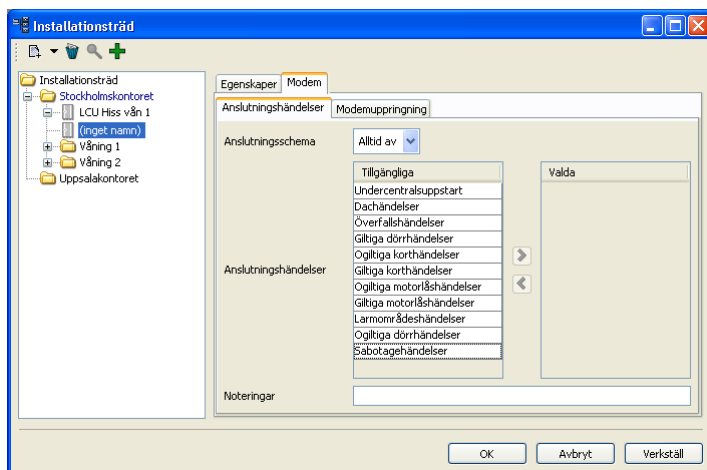 Installationsträd
Installationsträd
Stockholmskontoret
LCU Hiss vån 1
(inget namn)
Våning 1
Våning 2
Uppsalakontoret
Egenskaper
Modem
Anslutningshändelser
Modemuppringning
Anslutningsschema
Alltid av
Tillgängliga
Undercentralsuppstart
Dachändelser
Överfallshändelser
Giltiga dörrhändelser
Ogiltiga korthändelser
Giltiga korthändelser
Ogiltiga motorlåshändelser
Giltiga motorlåshändelser
Larmområdeshändelser
Ogiltiga dörrhändelser
Sabotagehändelser
Valda
Anslutningshändelser
Noteringar
OK
Avbryt
Verkställ